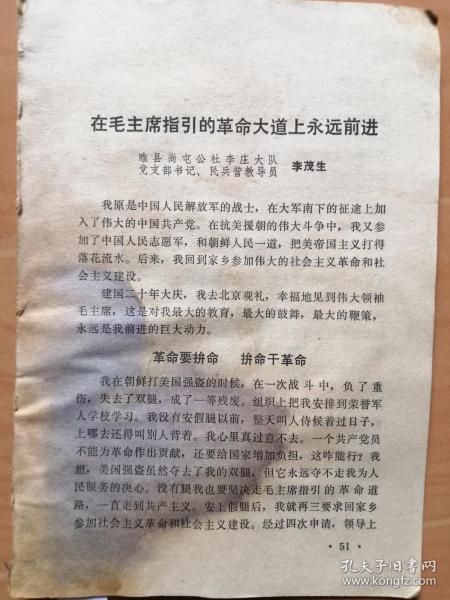 在毛主席指引的革命大道上永远前进
睢县尚屯公社李庄大队
党支部书记、民兵营教导员 李茂生
我原是中国人民解放军的战士，在大军南下的征途上加
入了伟大的中国共产党。在抗美援朝的伟大斗争中，我又参
加了中国人民志愿军，和朝鲜人民一道，把美帝国主义打得
落花流水。后来，我回到家乡参加伟大的社会主义革命和社
会主义建设。
建国二十年大庆，我去北京观礼，幸福地见到伟大领袖
毛主席，这是对我最大的教育，最大的鼓舞，最大的鞭策，
永远是我前进的巨大动力。
革命要拚命 拚命干革命
我在朝鲜打美国强盗的时候，在一次战斗中，负了重
伤，失去了双腿，成了一等残废。组织上把我安排到荣誉军
人学校学习。我没有安假腿以前，整天叫人侍候着过日子，
上哪去还得叫别人背着。我心里真过意不去。一个共产党员
不能为革命作出贡献，还要给国家增加负担，这咋能行？我
想，美国强盗虽然夺去了我的双腿，但它永远夺不走我为人
民服务的决心。没有腿我也要坚决走毛主席指引的革命道
路，一直走到共产主义。安上假腿后，我就再三要求回家乡
参加社会主义革命和社会主义建设。经过四次申请，领导上
·51·
孔夫子旧书网
www.kongfz.com